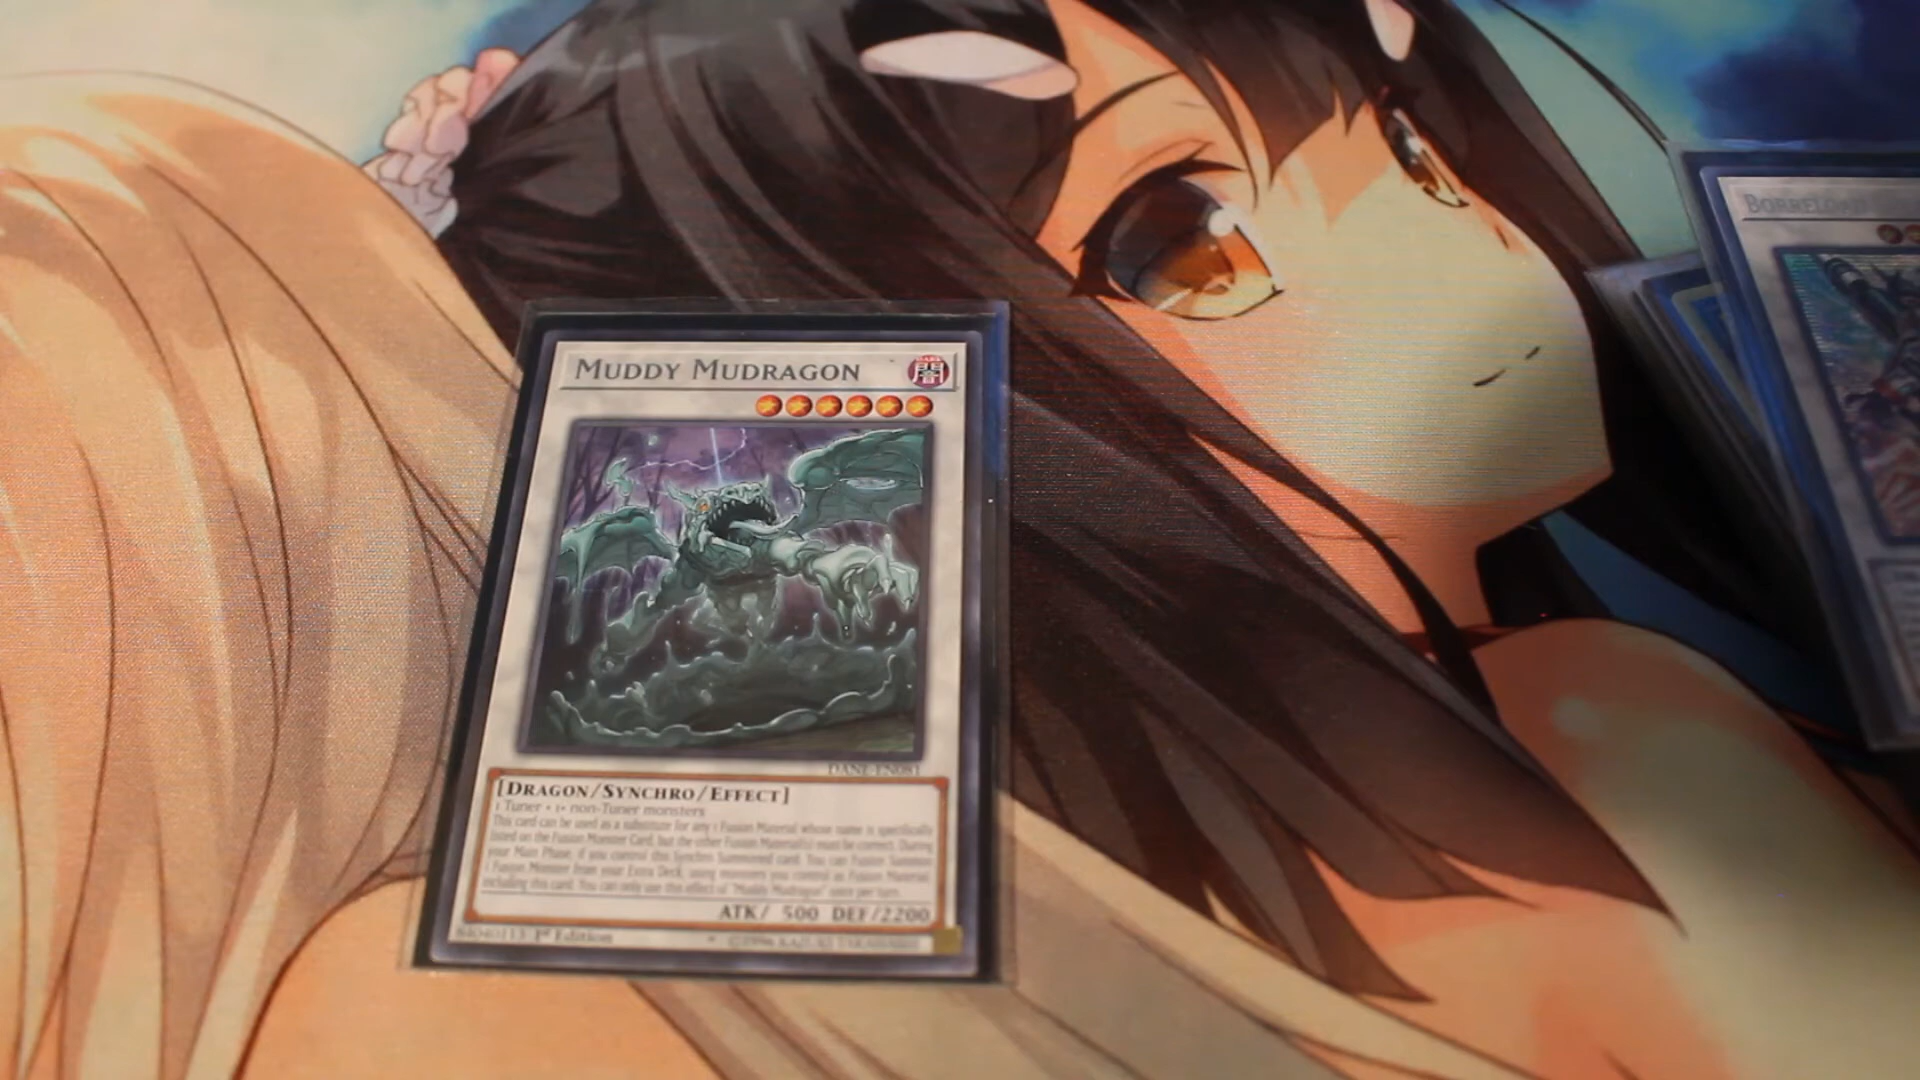 MUDDY MUDRAGON
DARK
闇
DANE-EN081
[DRAGON/SYNCHRO/EFFECT]
1 Tuner + 1+ non-Tuner monsters
This card can be used as a substitute for any 1 Fusion Material whose name is specifically
listed on the Fusion Monster Card, but the other Fusion Material(s) must be correct. During
your Main Phase, if you control this Synchro Summoned card: You can Fusion Summon
1 Fusion Monster from your Extra Deck, using monsters you control as Fusion Material,
including this card. You can only use this effect of "Muddy Mudragon" once per turn.
ATK/ 500 DEF/2200
84040113 1st Edition
©1996 KAZUKI TAKAHASHI
BORRELOAD